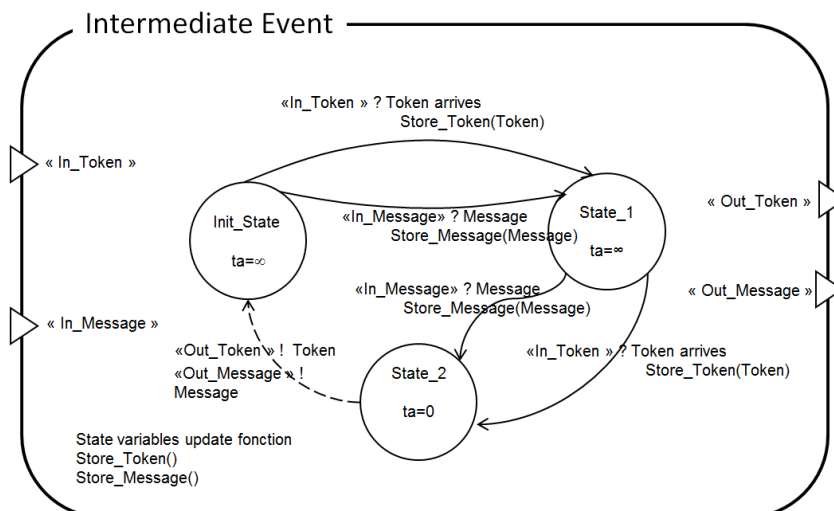 Intermediate Event
«In_Token » ? Token arrives
Store_Token(Token)
« In_Token »
« Out_Token »
Init_State
ta=∞
«In_Message» ? Message
Store_Message(Message)
State_1
ta=∞
«In_Message» ? Message
Store_Message(Message)
« Out_Message »
« In_Message »
«Out_Token » ! Token
«Out_Message » !
Message
«In_Token » ? Token arrives
Store_Token(Token)
State_2
ta=0
State variables update fonction
Store_Token()
Store_Message()